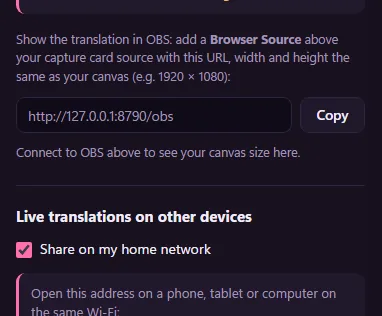 Show the translation in OBS: add a Browser Source above
your capture card source with this URL, width and height the
same as your canvas (e.g. 1920 × 1080):
http://127.0.0.1:8790/obs
Copy
Connect to OBS above to see your canvas size here.
Live translations on other devices
Share on my home network
Open this address on a phone, tablet or computer on
the same Wi-Fi: